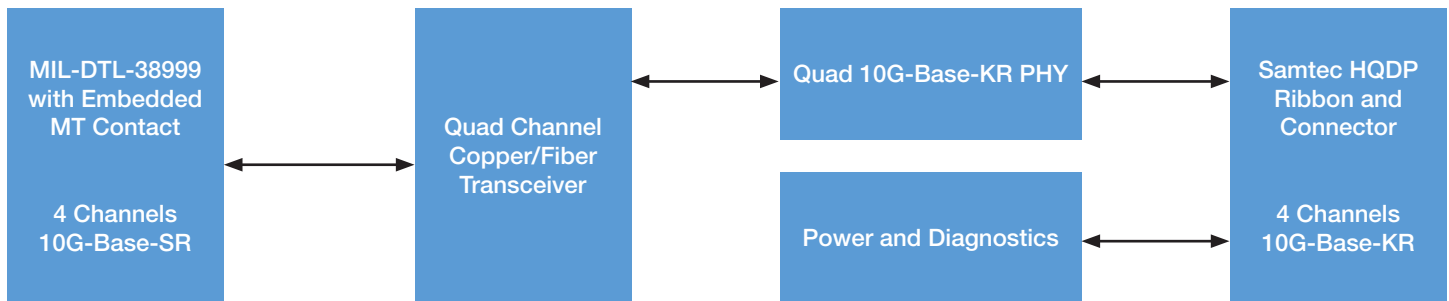 MIL-DTL-38999
with Embedded
MT Contact
4 Channels
10G-Base-SR
Quad Channel
Copper/Fiber
Transceiver
Quad 10G-Base-KR PHY
Power and Diagnostics
Samtec HQDP
Ribbon and
Connector
4 Channels
10G-Base-KR